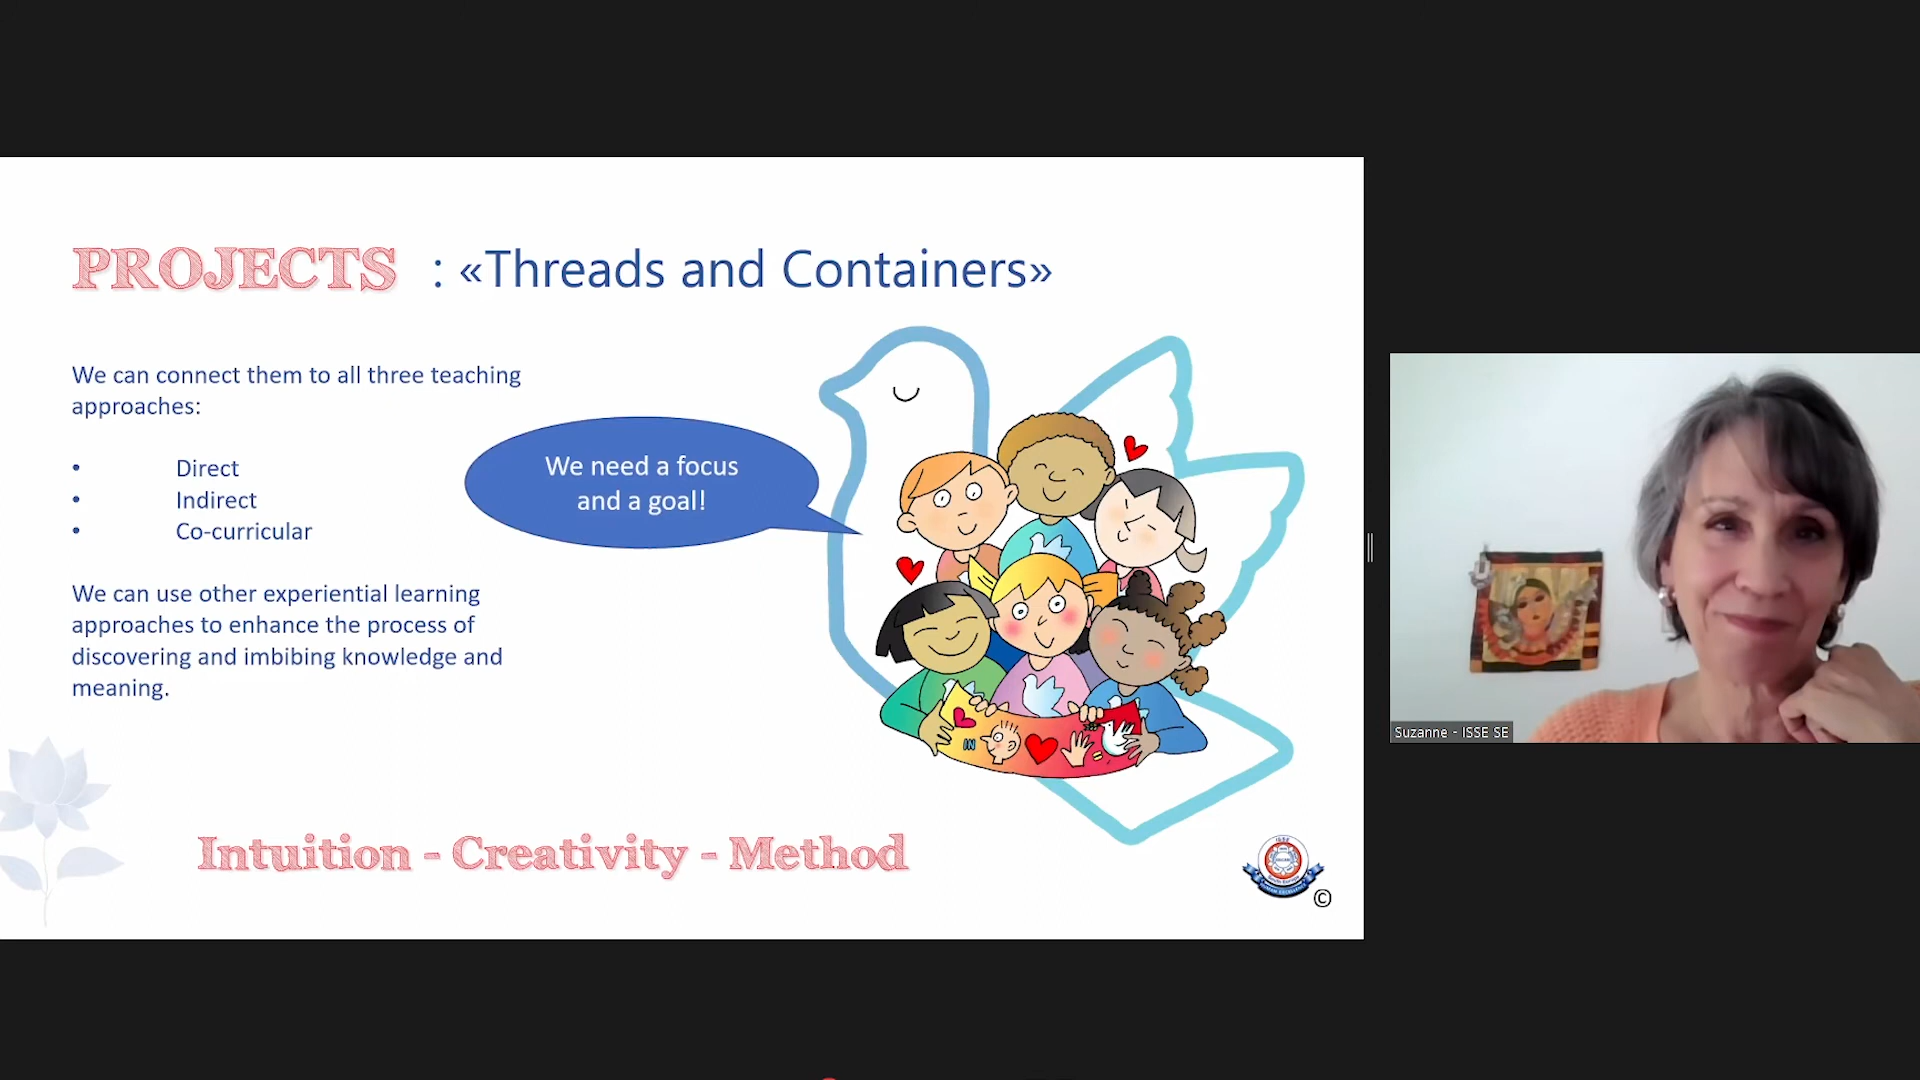 PROJECTS : «Threads and Containers»
We can connect them to all three teaching
approaches:
• Direct
• Indirect
• Co-curricular
We need a focus
and a goal!
We can use other experiential learning
approaches to enhance the process of
discovering and imbibing knowledge and
meaning.
IN
Intuition - Creativity - Method
©
Suzanne - ISSE SE